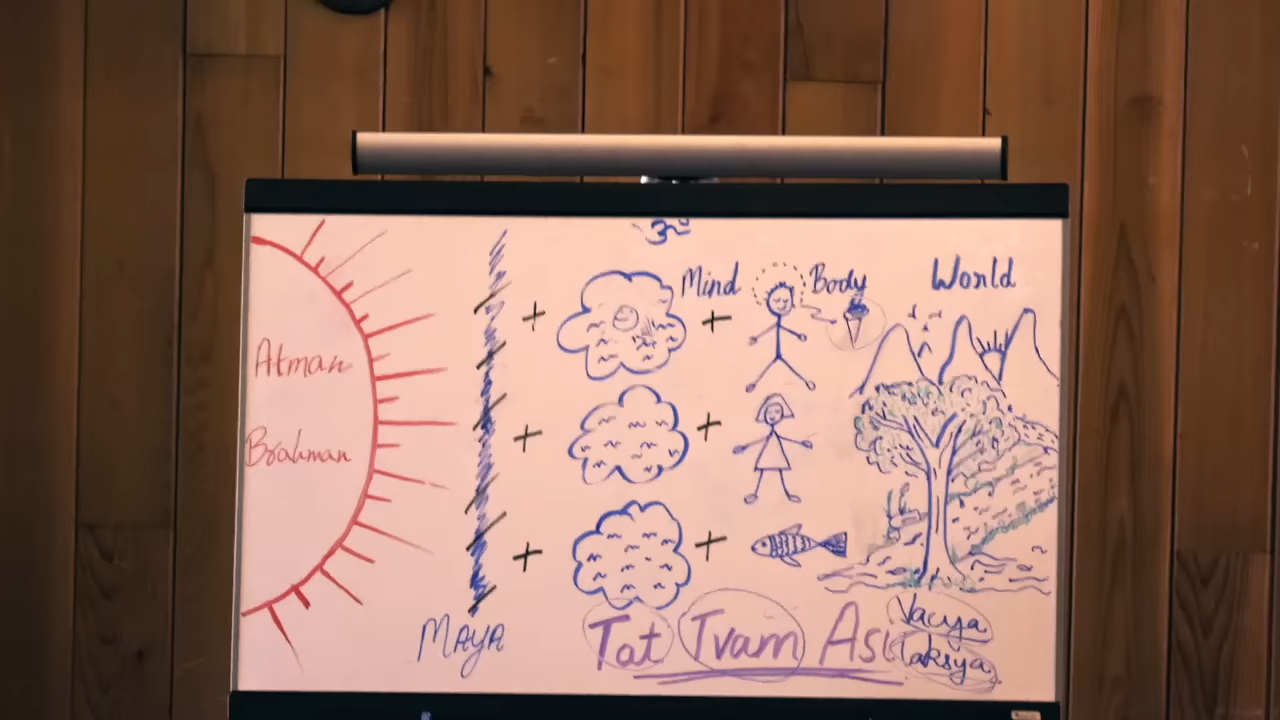 ॐ
Mind
Body
World
Atman
Brahman
MAYA
Tat Tvam Asi
Vacya
Laksya